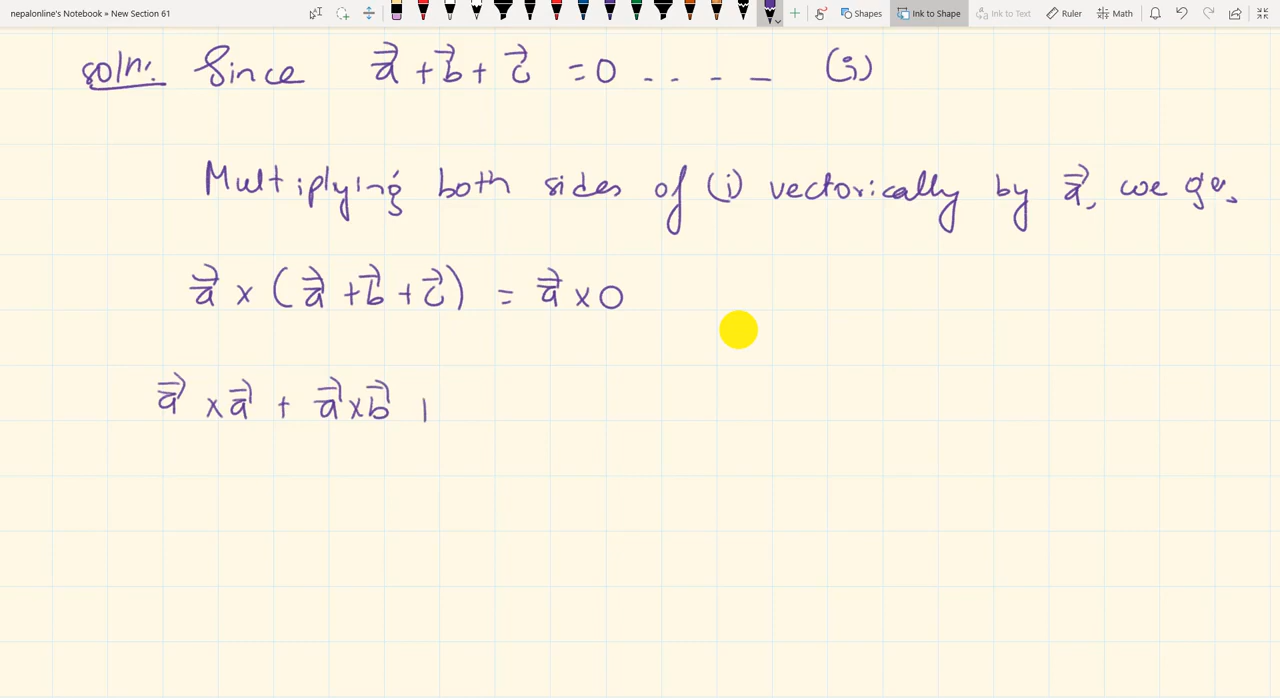 nepalonline's Notebook » New Section 61
Shapes Ink to Shape Ink to Text Ruler Math
soln: Since a⃗ + b⃗ + c⃗ = 0 - - - - (i)
Multiplying both sides of (i) vectorically by a⃗, we
a⃗ × (a⃗ + b⃗ + c⃗) = a⃗ × 0
a⃗ × a⃗ + a⃗ × b⃗